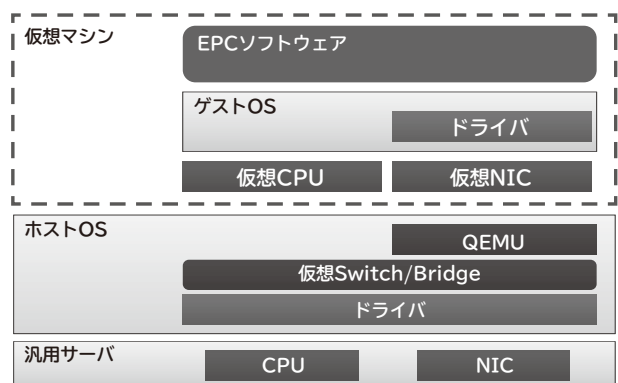 仮想マシン
EPCソフトウェア
ゲストOS
ドライバ
仮想CPU
仮想NIC
ホストOS
QEMU
仮想Switch/Bridge
ドライバ
汎用サーバ
CPU
NIC